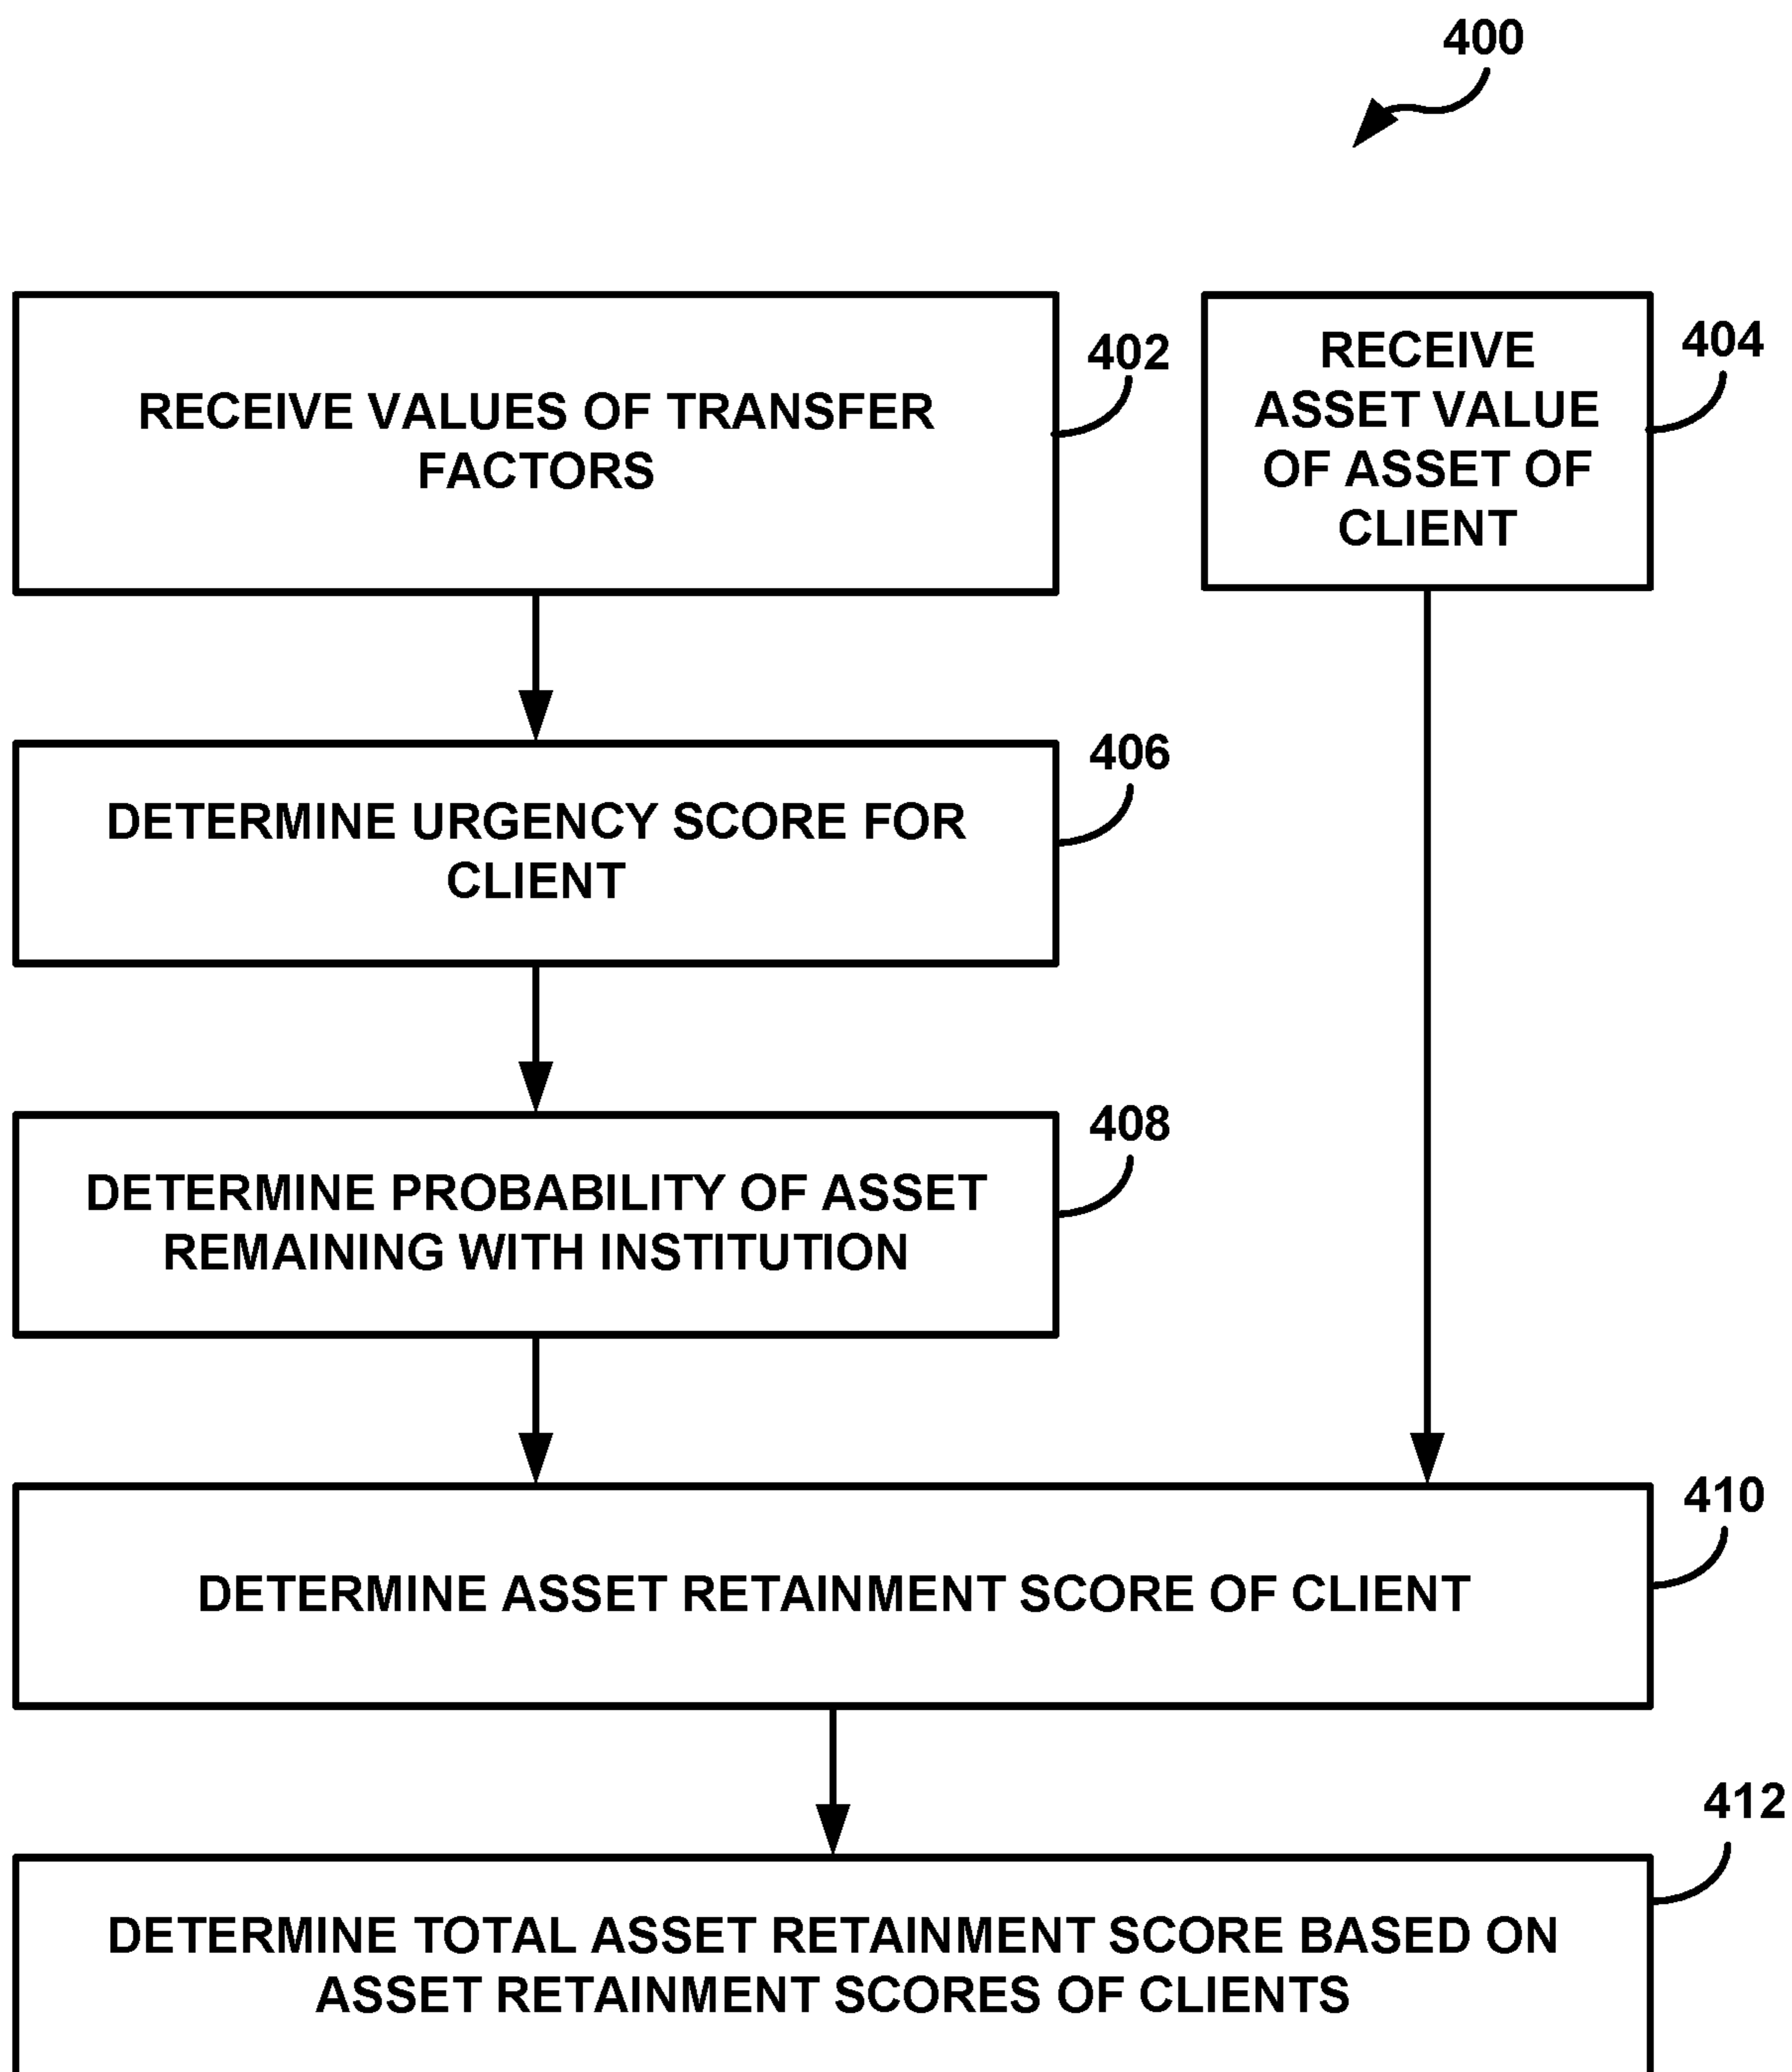 400
RECEIVE VALUES OF TRANSFER
FACTORS
402
RECEIVE
ASSET VALUE
OF ASSET OF
CLIENT
404
DETERMINE URGENCY SCORE FOR
CLIENT
406
DETERMINE PROBABILITY OF ASSET
REMAINING WITH INSTITUTION
408
DETERMINE ASSET RETAINMENT SCORE OF CLIENT
410
DETERMINE TOTAL ASSET RETAINMENT SCORE BASED ON
ASSET RETAINMENT SCORES OF CLIENTS
412